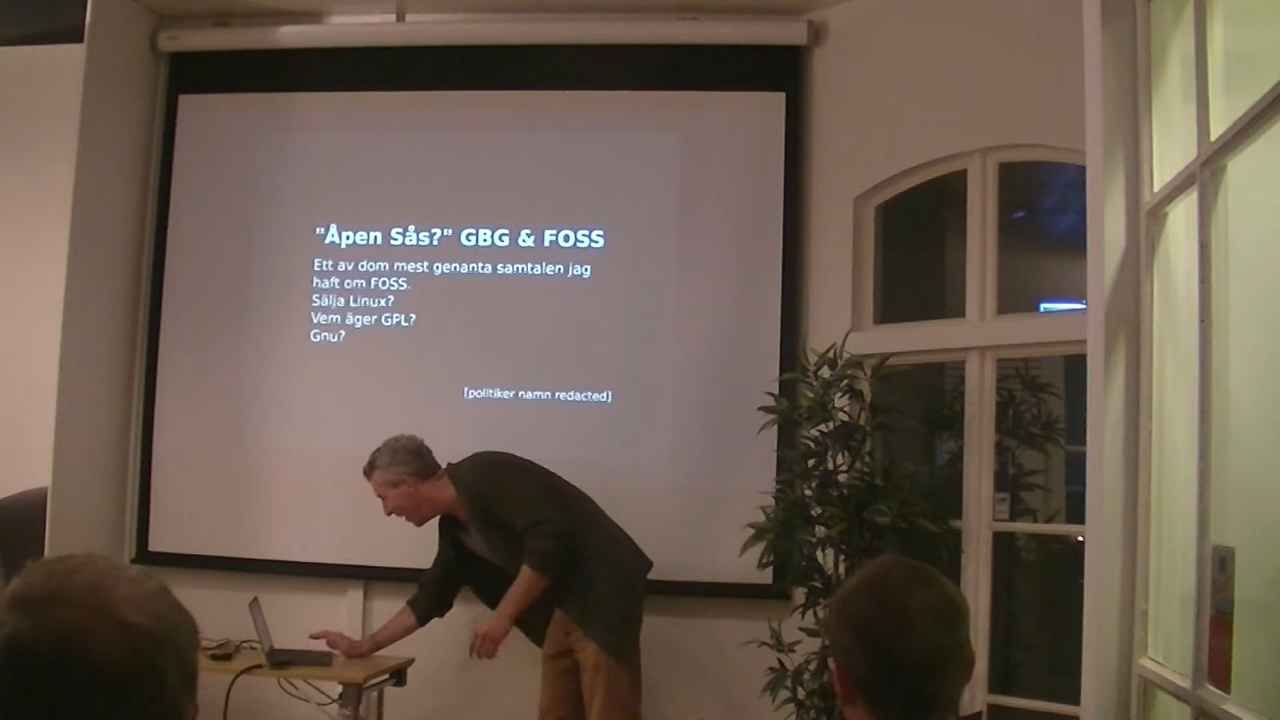 "Åpen Sås?" GBG & FOSS
Ett av dom mest genanta samtalen jag
haft om FOSS.
Sälja Linux?
Vem äger GPL?
Gnu?
[politiker namn redacted]